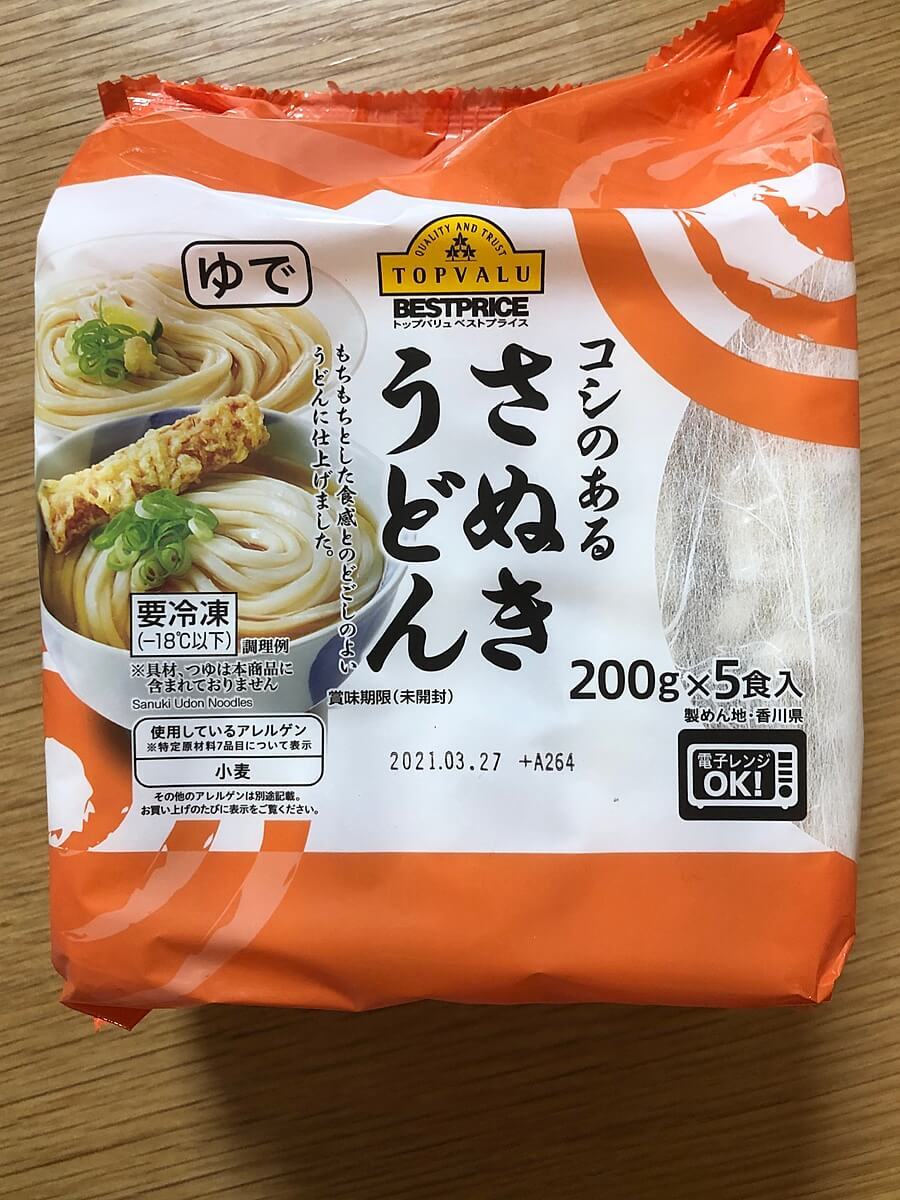 QUALITY AND TRUST
TOPVALU
BESTPRICE
トップバリュ ベストプライス
ゆで
コシのある
さぬき
うどん
もちもちとした食感とのどごしのよい
うどんに仕上げました。
要冷凍
(-18℃以下)
調理例
※具材、つゆは本商品に
含まれておりません
Sanuki Udon Noodles
賞味期限(未開封)
2021.03.27 +A264
200g×5食入
製めん地・香川県
電子レンジ
OK!
使用しているアレルゲン
※特定原材料7品目について表示
小麦
その他のアレルゲンは別途記載。
お買い上げのたびに表示をご覧ください。